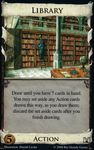 LIBRARY
Draw until you have 7 cards in hand.
You may set aside any Action cards
drawn this way, as you draw them;
discard the set aside cards after you
finish drawing.
5
ACTION